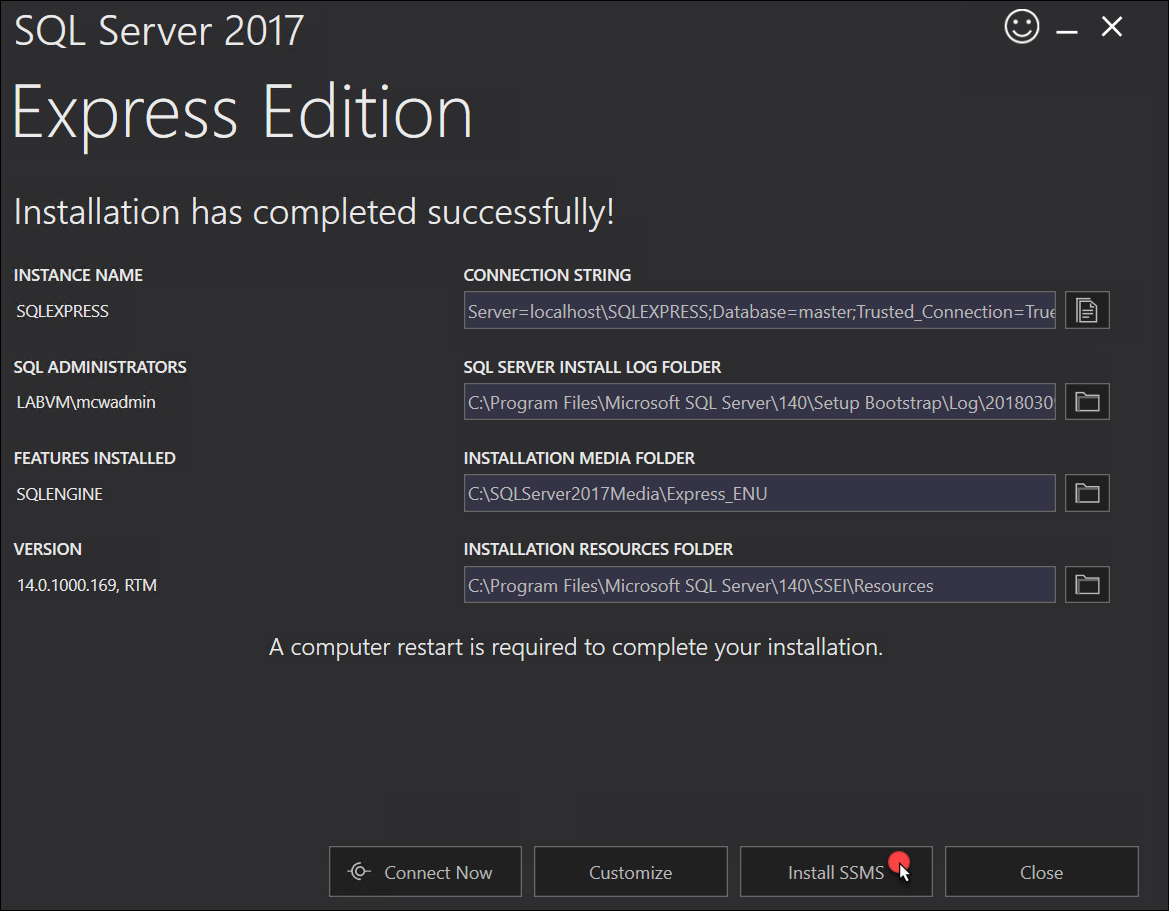 SQL Server 2017
Express Edition
Installation has completed successfully!
INSTANCE NAME
SQLEXPRESS
CONNECTION STRING
Server=localhost\SQLEXPRESS;Database=master;Trusted_Connection=True
SQL ADMINISTRATORS
LABVM\mcwadmin
SQL SERVER INSTALL LOG FOLDER
C:\Program Files\Microsoft SQL Server\140\Setup Bootstrap\Log\20180309
FEATURES INSTALLED
SQLENGINE
INSTALLATION MEDIA FOLDER
C:\SQLServer2017Media\Express_ENU
VERSION
14.0.1000.169, RTM
INSTALLATION RESOURCES FOLDER
C:\Program Files\Microsoft SQL Server\140\SSEI\Resources
A computer restart is required to complete your installation.
Connect Now
Customize
Install SSMS
Close